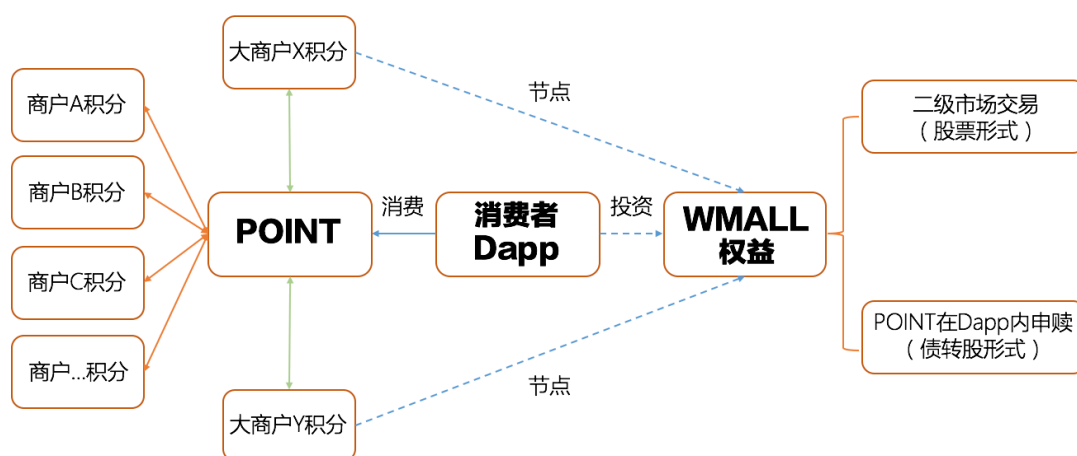 大商户X积分
商户A积分
商户B积分
商户C积分
商户...积分
节点
消费
投资
POINT
消费者
Dapp
WMALL
权益
二级市场交易
（股票形式）
POINT在Dapp内申赎
（债转股形式）
节点
大商户Y积分